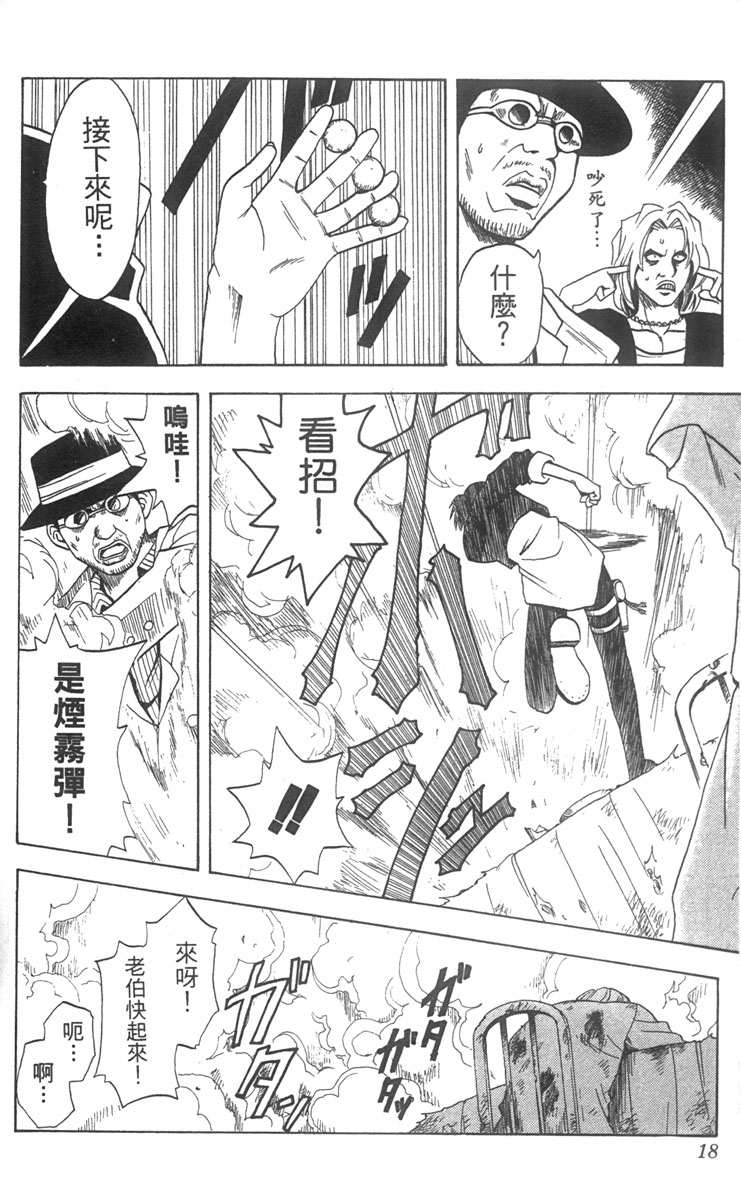 吵死了…
什麼？
接下來呢…
看招！
!!
嗚哇！
是煙霧彈！
ガタ
ガタッ
ガタン
來呀！
老伯快起來！
呃…
啊…
18